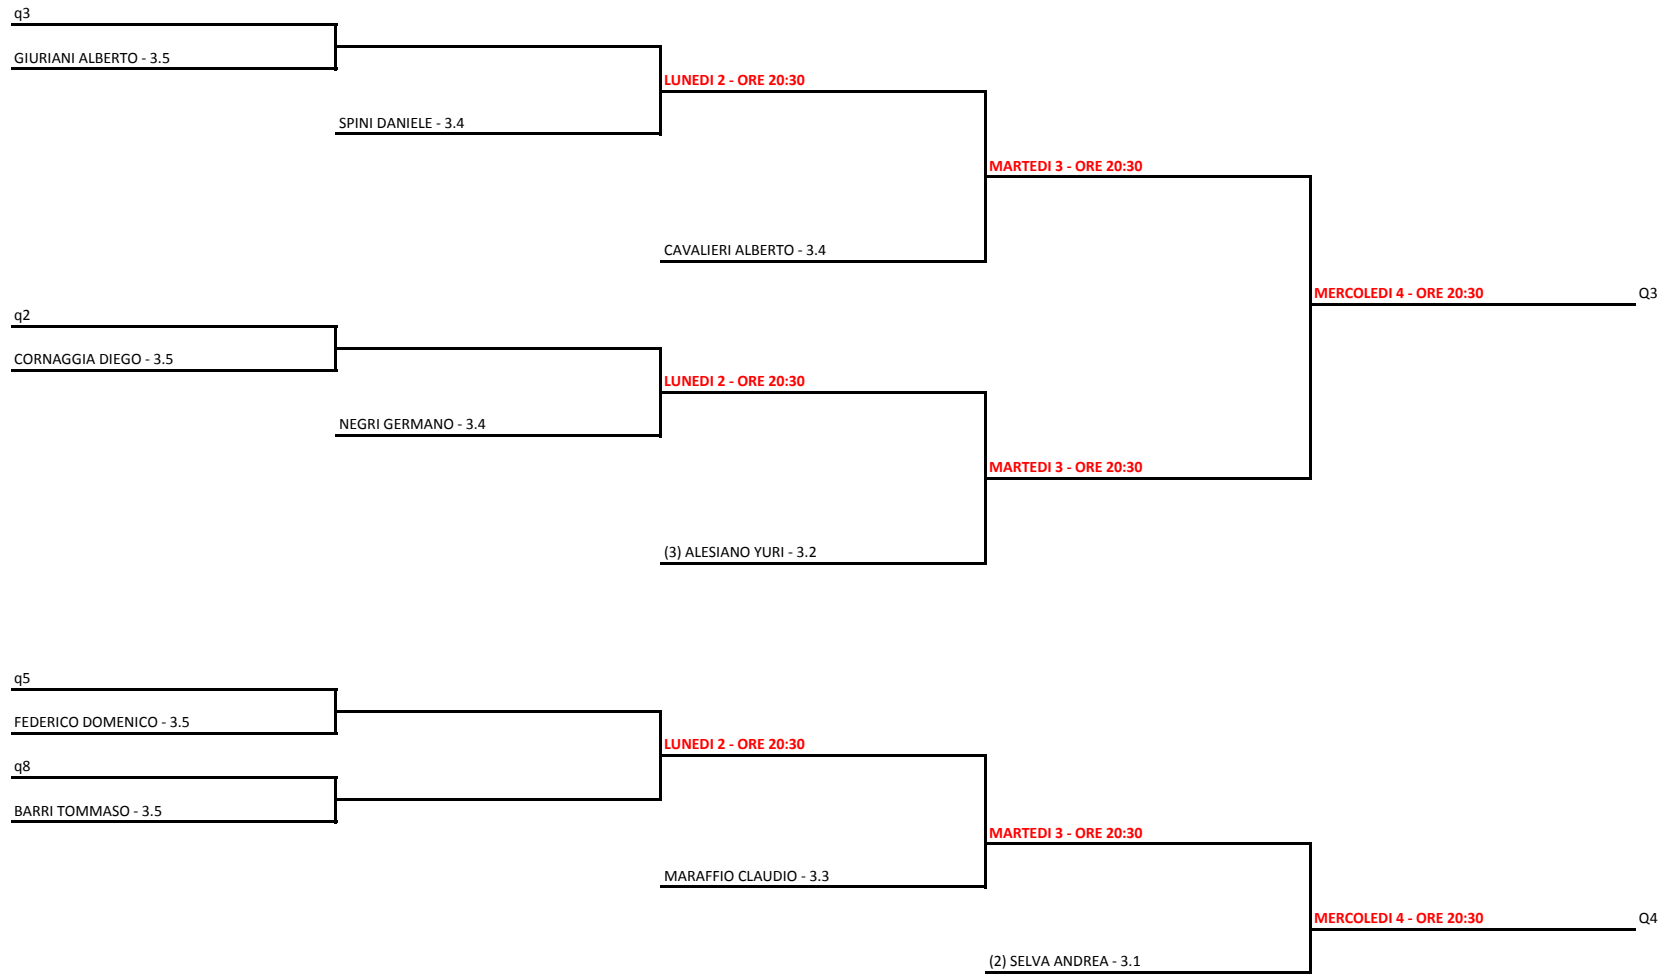 q3
GIURIANI ALBERTO - 3.5
LUNEDI 2 - ORE 20:30
SPINI DANIELE - 3.4
MARTEDI 3 - ORE 20:30
CAVALIERI ALBERTO - 3.4
MERCOLEDI 4 - ORE 20:30
Q3
q2
CORNAGGIA DIEGO - 3.5
LUNEDI 2 - ORE 20:30
NEGRI GERMANO - 3.4
MARTEDI 3 - ORE 20:30
(3) ALESIANO YURI - 3.2
q5
FEDERICO DOMENICO - 3.5
LUNEDI 2 - ORE 20:30
q8
BARRI TOMMASO - 3.5
MARTEDI 3 - ORE 20:30
MARAFFIO CLAUDIO - 3.3
MERCOLEDI 4 - ORE 20:30
Q4
(2) SELVA ANDREA - 3.1